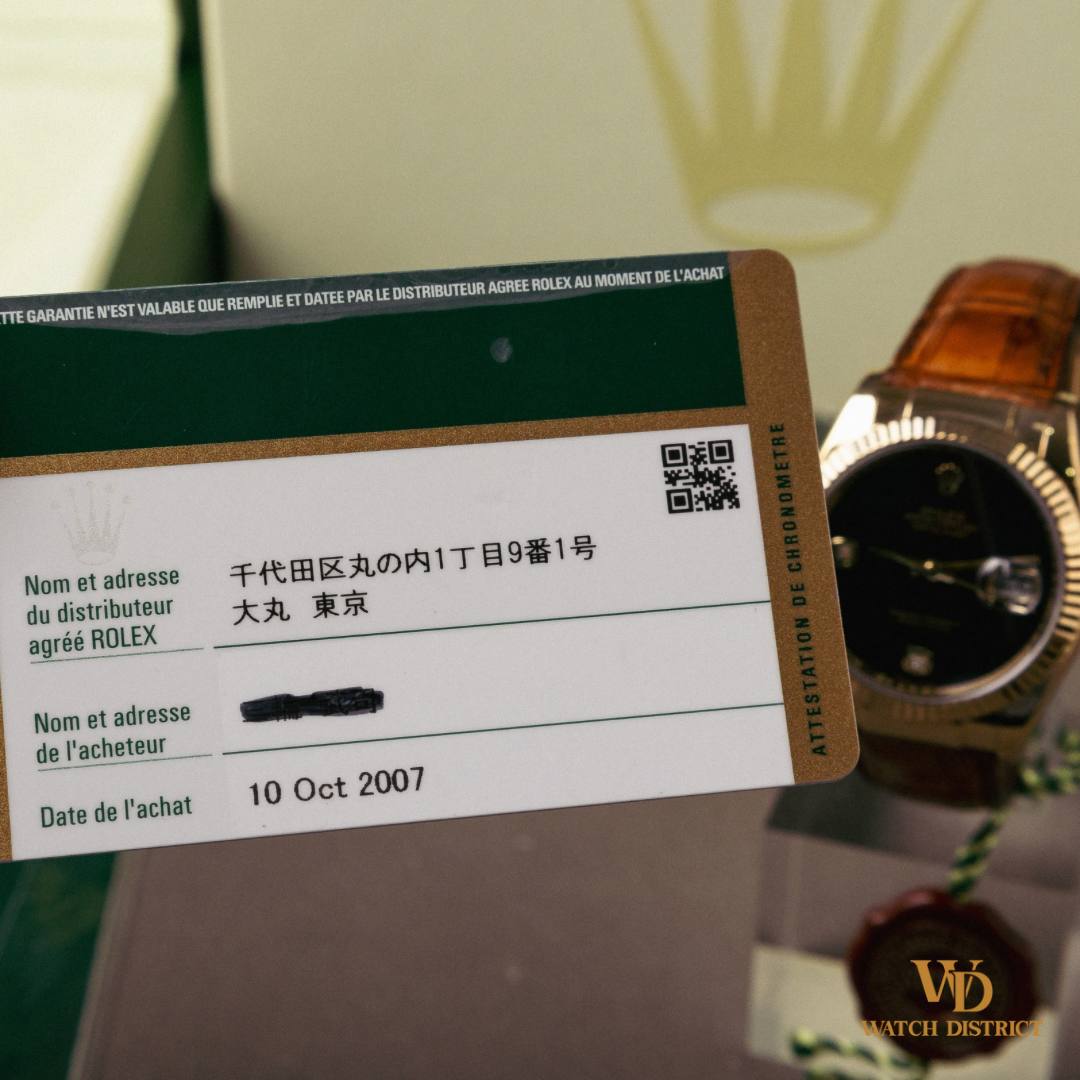 TTE GARANTIE N'EST VALABLE QUE REMPLIE ET DATEE PAR LE DISTRIBUTEUR AGREE ROLEX AU MOMENT DE L'ACHAT
Nom et adresse
du distributeur
agréé ROLEX
千代田区丸の内1丁目9番1号
大丸 東京
Nom et adresse
de l'acheteur
Date de l'achat
10 Oct 2007
ATTESTATION DE CHRONOMETRE
WD
WATCH DISTRICT